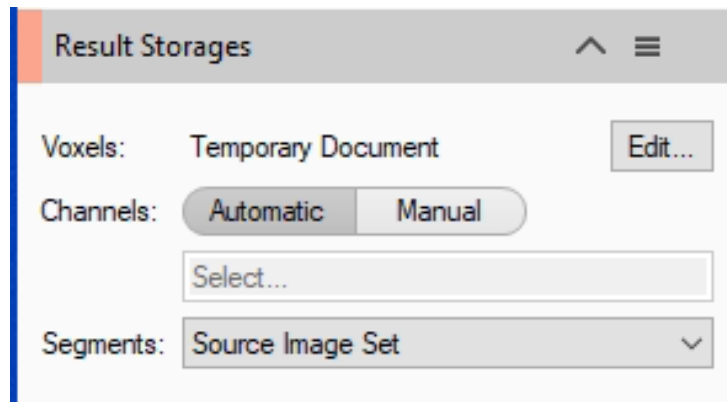 Result Storages
Voxels: Temporary Document Edit...
Channels: Automatic Manual
Select...
Segments: Source Image Set